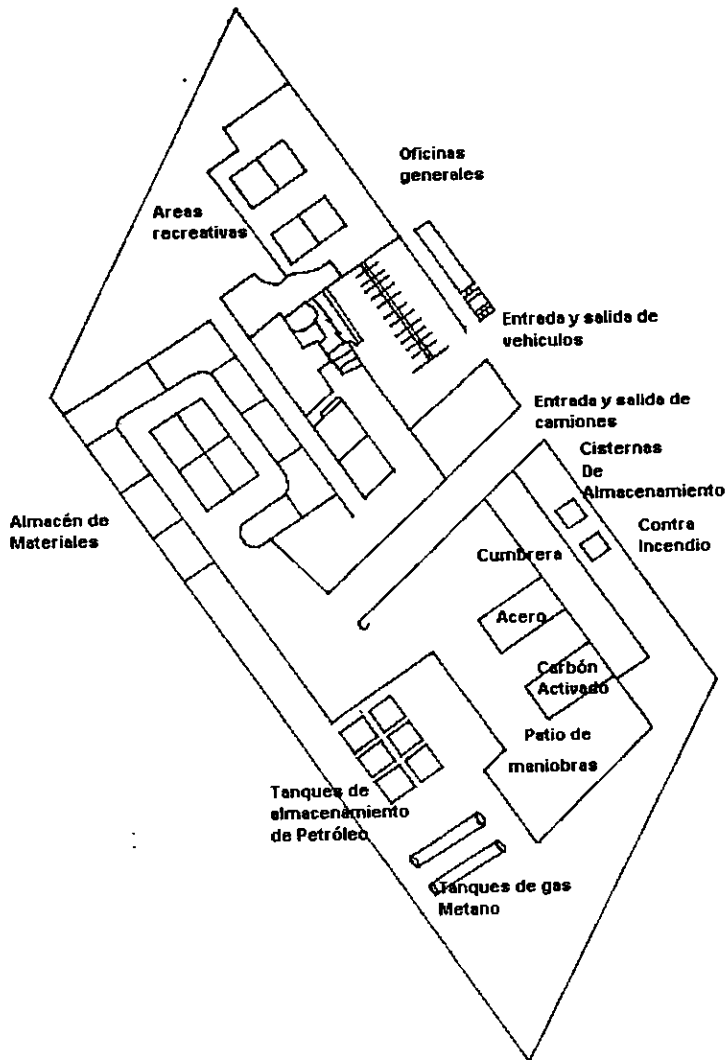 Oficinas
generales
Areas
recreativas
Entrada y salida de
vehiculos
Entrada y salida de
camiones
Cisternas
De
Almacenamiento
Contra
Incendio
Almacén de
Materiales
Cumbrera
Acero
Carbón
Activado
Patio de
maniobras
Tanques de
almacenamiento
de Petróleo
Tanques de gas
Metano